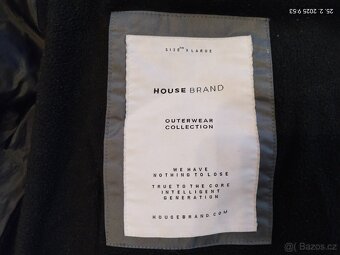 25. 2. 2025 9:53
SIZE XLARGE
HOUSE BRAND
OUTERWEAR
COLLECTION
WE HAVE
NOTHING TO LOSE
TRUE TO THE CORE
INTELLIGENT
GENERATION
HOUSEBRAND.COM
Bazos.cz